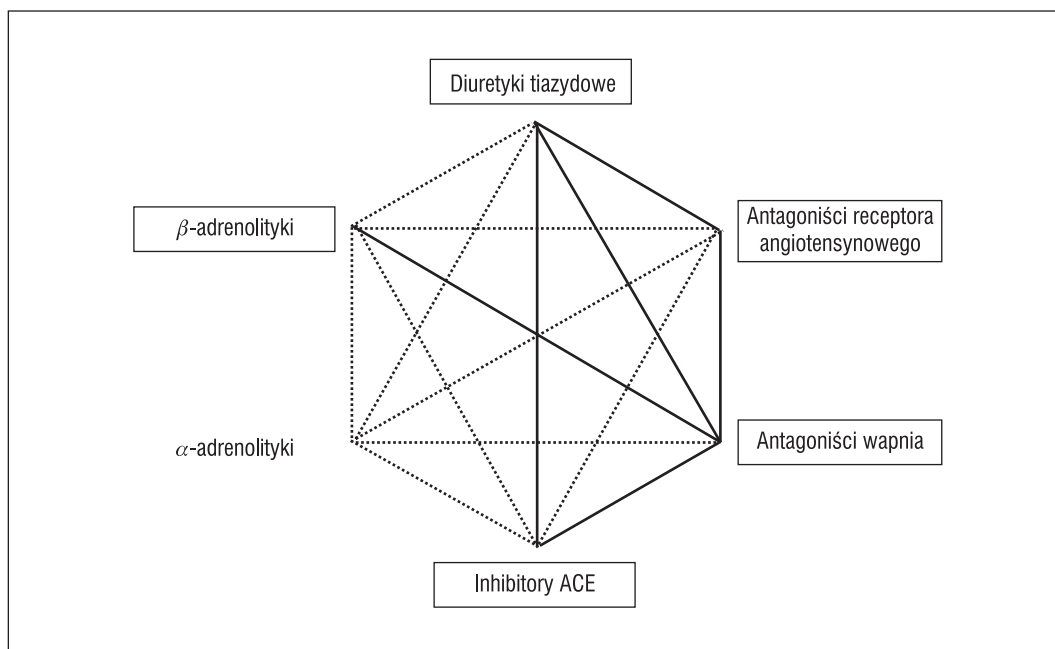 Diuretyki tiazydowe
β-adrenolityki
Antagoniści receptora
angiotensynowego
α-adrenolityki
Antagoniści wapnia
Inhibitory ACE